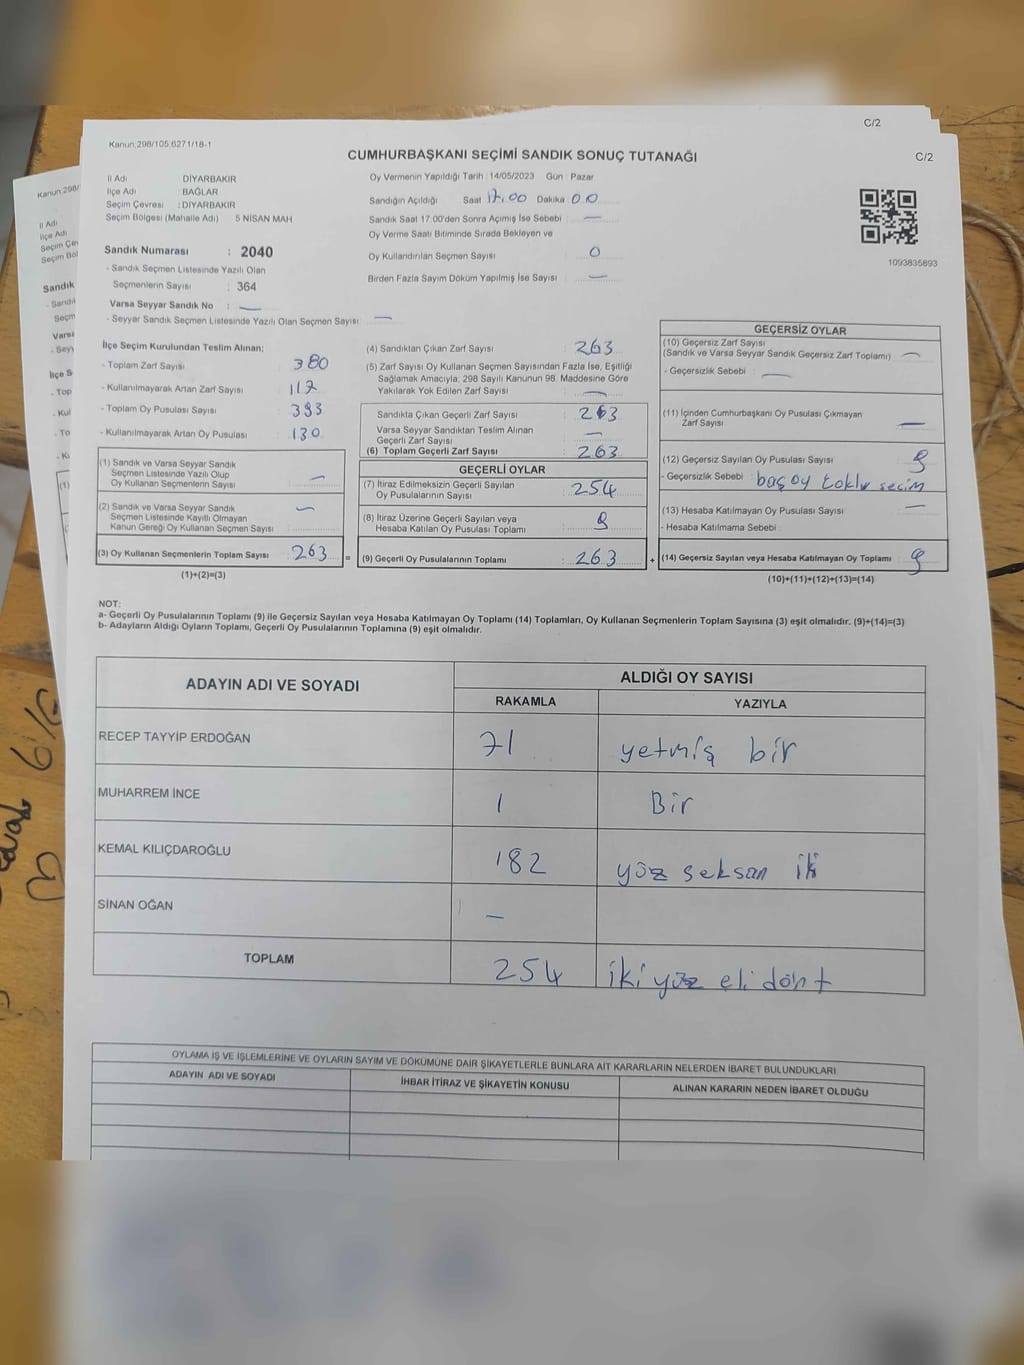 C/2
Kanun:298/105.6271/18-1
C/2
CUMHURBAŞKANI SEÇİMİ SANDIK SONUÇ TUTANAĞI
İl Adı : DİYARBAKIR
İlçe Adı : BAĞLAR
Seçim Çevresi : DİYARBAKIR
Seçim Bölgesi (Mahalle Adı) 5 NİSAN MAH
Oy Vermenin Yapıldığı Tarih : 14/05/2023 Gün : Pazar
Sandığın Açıldığı Saat 17.00 Dakika 00
Sandık Saat 17.00'den Sonra Açımış İse Sebebi : —
Oy Verme Saati Bitiminde Sırada Bekleyen ve
Oy Kullandırılan Seçmen Sayısı : 0
Birden Fazla Sayım Döküm Yapılmış İse Sayısı : —
1093835893
Sandık Numarası : 2040
- Sandık Seçmen Listesinde Yazılı Olan
Seçmenlerin Sayısı : 364
Varsa Seyyar Sandık No : —
- Seyyar Sandık Seçmen Listesinde Yazılı Olan Seçmen Sayısı : —
İlçe Seçim Kurulundan Teslim Alınan;
- Toplam Zarf Sayısı : 380
- Kullanılmayarak Artan Zarf Sayısı : 117
- Toplam Oy Pusulası Sayısı : 393
- Kullanılmayarak Artan Oy Pusulası : 130
(1) Sandık ve Varsa Seyyar Sandık
Seçmen Listesinde Yazılı Olup
Oy Kullanan Seçmenlerin Sayısı : —
(2) Sandık ve Varsa Seyyar Sandık
Seçmen Listesinde Kayıtlı Olmayan
Kanun Gereği Oy Kullanan Seçmen Sayısı : —
(3) Oy Kullanan Seçmenlerin Toplam Sayısı : 263
(1)+(2)=(3)
=
(4) Sandıktan Çıkan Zarf Sayısı : 263
(5) Zarf Sayısı Oy Kullanan Seçmen Sayısından Fazla İse, Eşitliği
Sağlamak Amacıyla; 298 Sayılı Kanunun 98. Maddesine Göre
Yakılarak Yok Edilen Zarf Sayısı : —
Sandıkta Çıkan Geçerli Zarf Sayısı : 263
Varsa Seyyar Sandıktan Teslim Alınan
Geçerli Zarf Sayısı : —
(6) Toplam Geçerli Zarf Sayısı : 263
GEÇERLİ OYLAR
(7) İtiraz Edilmeksizin Geçerli Sayılan
Oy Pusulalarının Sayısı : 254
(8) İtiraz Üzerine Geçerli Sayılan veya
Hesaba Katılan Oy Pusulası Toplamı : 9
(9) Geçerli Oy Pusulalarının Toplamı : 263
+
GEÇERSİZ OYLAR
(10) Geçersiz Zarf Sayısı
(Sandık ve Varsa Seyyar Sandık Geçersiz Zarf Toplamı) : —
- Geçersizlik Sebebi : —
(11) İçinden Cumhurbaşkanı Oy Pusulası Çıkmayan
Zarf Sayısı : —
(12) Geçersiz Sayılan Oy Pusulası Sayısı : 9
- Geçersizlik Sebebi : baş oy seçim
(13) Hesaba Katılmayan Oy Pusulası Sayısı : —
- Hesaba Katılmama Sebebi :
(14) Geçersiz Sayılan veya Hesaba Katılmayan Oy Toplamı : 9
(10)+(11)+(12)+(13)=(14)
NOT:
a- Geçerli Oy Pusulalarının Toplamı (9) ile Geçersiz Sayılan veya Hesaba Katılmayan Oy Toplamı (14) Toplamları, Oy Kullanan Seçmenlerin Toplam Sayısına (3) eşit olmalıdır. (9)+(14)=(3)
b- Adayların Aldığı Oyların Toplamı, Geçerli Oy Pusulalarının Toplamına (9) eşit olmalıdır.
ADAYIN ADI VE SOYADI ALDIĞI OY SAYISI
RAKAMLA YAZIYLA
RECEP TAYYİP ERDOĞAN 71 yetmiş bir
MUHARREM İNCE 1 Bir
KEMAL KILIÇDAROĞLU 182 yüz seksan iki
SİNAN OĞAN —
TOPLAM 254 iki yüz eli dört
OYLAMA İŞ VE İŞLEMLERİNE VE OYLARIN SAYIM VE DÖKÜMÜNE DAİR ŞİKAYETLERLE BUNLARA AİT KARARLARIN NELERDEN İBARET BULUNDUKLARI
ADAYIN ADI VE SOYADI İHBAR İTİRAZ VE ŞİKAYETİN KONUSU ALINAN KARARIN NEDEN İBARET OLDUĞU